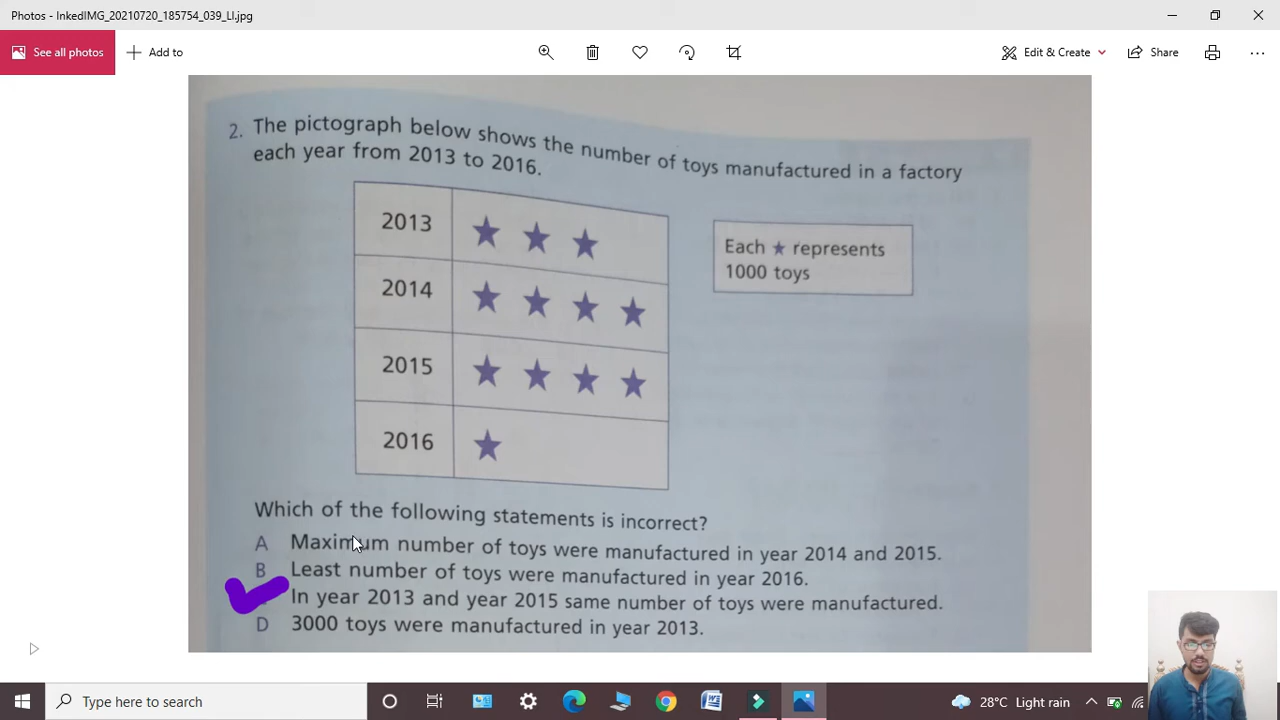 Photos - InkedIMG_20210720_185754_039_LI.jpg
See all photos
Add to
Edit & Create
Share
2. The pictograph below shows the number of toys manufactured in a factory
each year from 2013 to 2016.
2013
2014
2015
2016
Each ★ represents
1000 toys
Which of the following statements is incorrect?
A Maximum number of toys were manufactured in year 2014 and 2015.
B Least number of toys were manufactured in year 2016.
In year 2013 and year 2015 same number of toys were manufactured.
D 3000 toys were manufactured in year 2013.
Type here to search
28°C Light rain